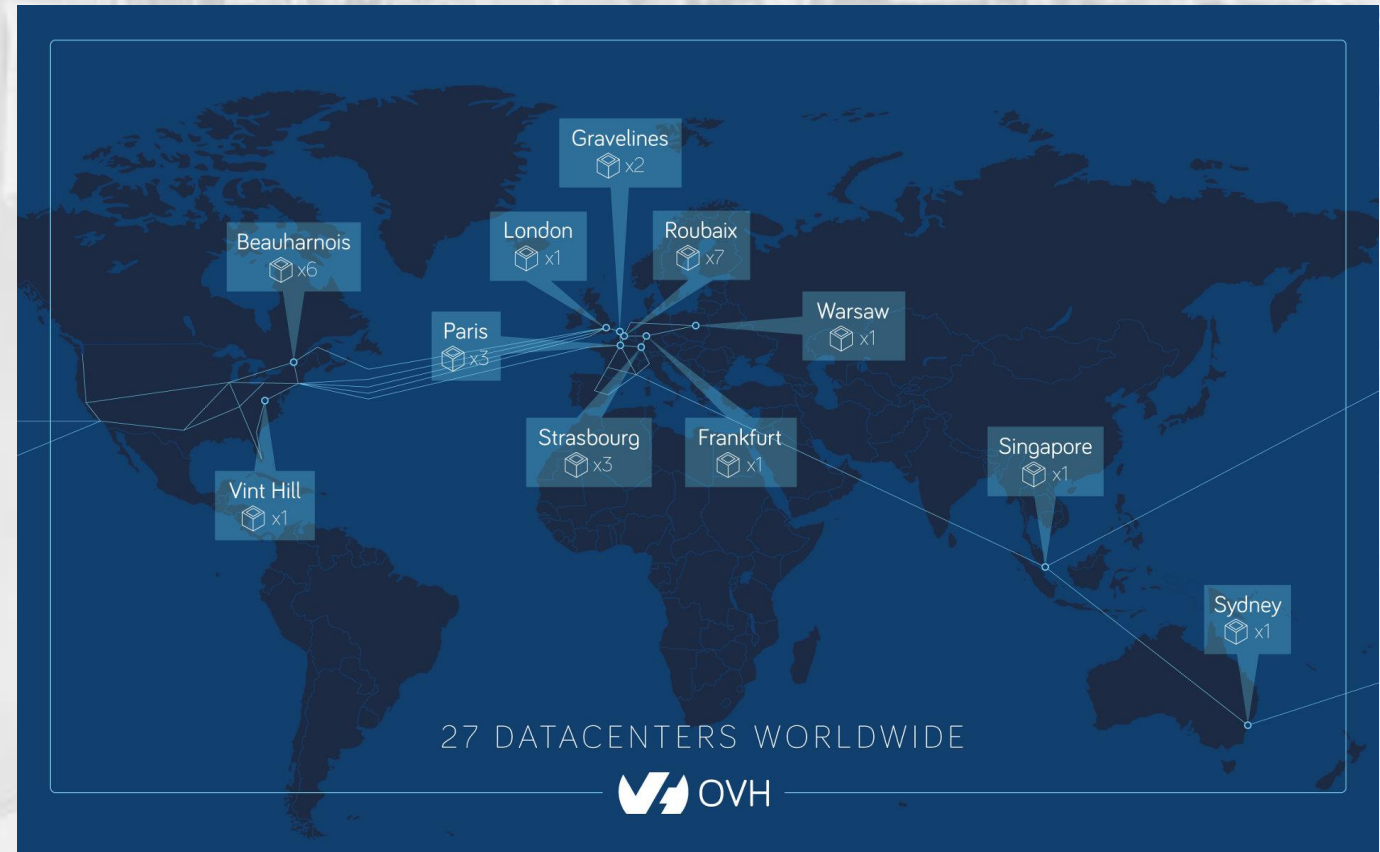 Gravelines
x2
London
x1
Roubaix
x7
Beauharnois
x6
Warsaw
x1
Paris
x3
Strasbourg
x3
Frankfurt
x1
Singapore
x1
Vint Hill
x1
Sydney
x1
27 DATACENTERS WORLDWIDE
OVH